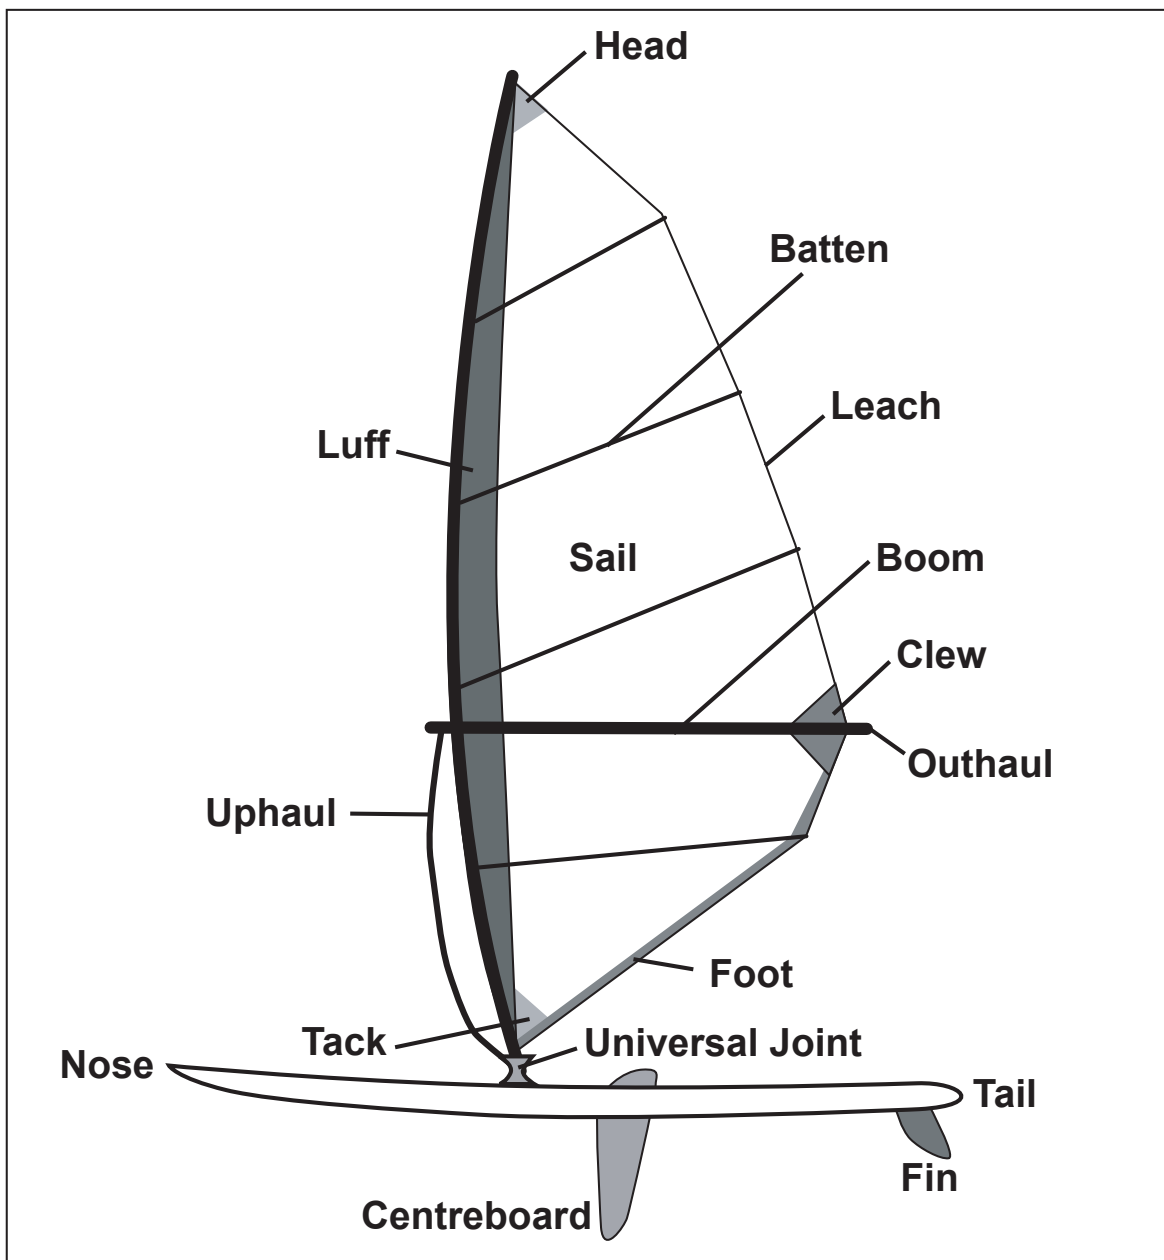 Head
Batten
Leach
Luff
Sail
Boom
Clew
Outhaul
Uphaul
Foot
Tack
Universal Joint
Nose
Tail
Fin
Centreboard